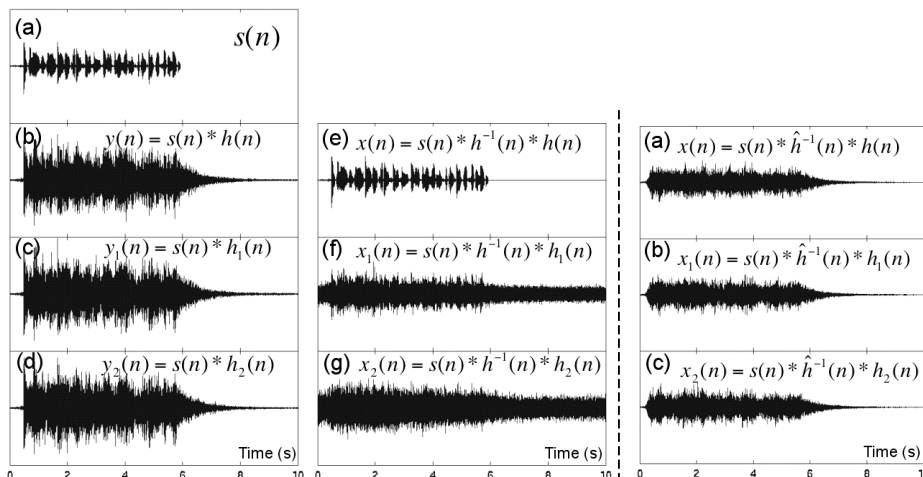 (a) s(n)
(b) y(n) = s(n) * h(n)
(c) y₁(n) = s(n) * h₁(n)
(d) y₂(n) = s(n) * h₂(n)
Time (s)
0 2 4 6 8 10
(e) x(n) = s(n) * h⁻¹(n) * h(n)
(f) x₁(n) = s(n) * h⁻¹(n) * h₁(n)
(g) x₂(n) = s(n) * h⁻¹(n) * h₂(n)
Time (s)
0 2 4 6 8 10
(a) x(n) = s(n) * ĥ⁻¹(n) * h(n)
(b) x₁(n) = s(n) * ĥ⁻¹(n) * h₁(n)
(c) x₂(n) = s(n) * ĥ⁻¹(n) * h₂(n)
Time (s)
0 2 4 6 8 10